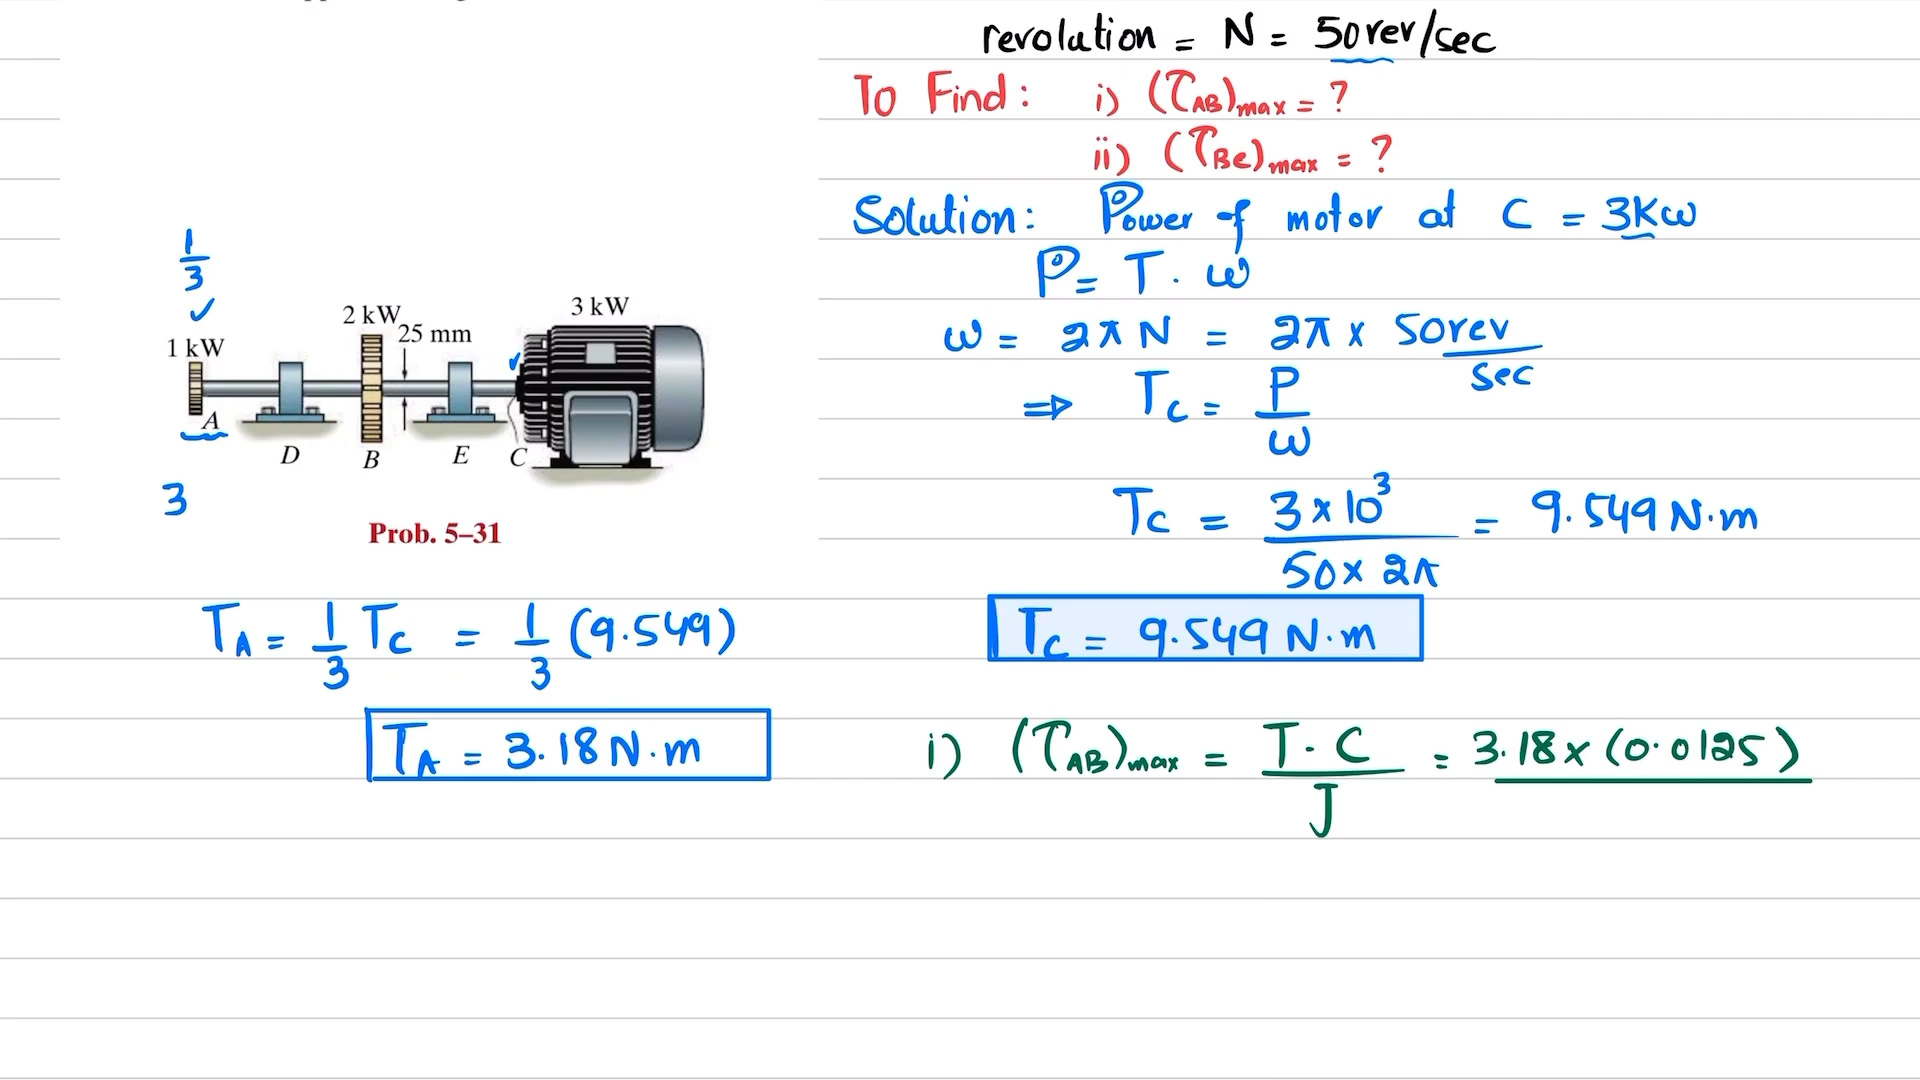 revolution = N = 50rev/sec
To Find: i) (τAB)max = ?
ii) (τBC)max = ?
Solution: Power of motor at C = 3Kw
P = T · ω
ω = 2π N = 2π × 50rev/sec
⇒ Tc = P/ω
Tc = 3×10³/50×2π = 9.549 N·m
Tc = 9.549 N·m
i) (τAB)max = T·C/J = 3.18×(0.0125)
1/3
✓
1 kW
2 kW
25 mm
3 kW
A
D
B
E
C
3
Prob. 5–31
TA = 1/3 Tc = 1/3 (9.549)
TA = 3.18 N·m